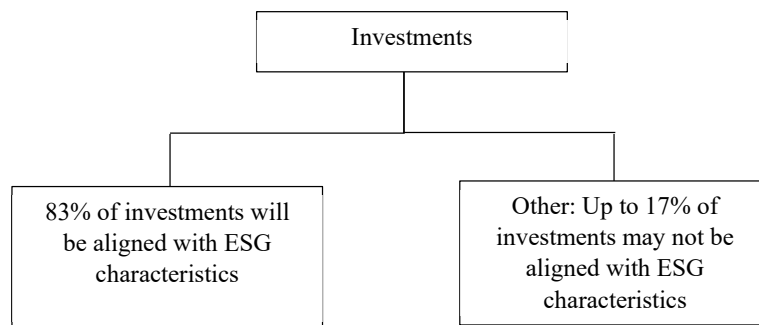 Investments
83% of investments will
be aligned with ESG
characteristics
Other: Up to 17% of
investments may not be
aligned with ESG
characteristics